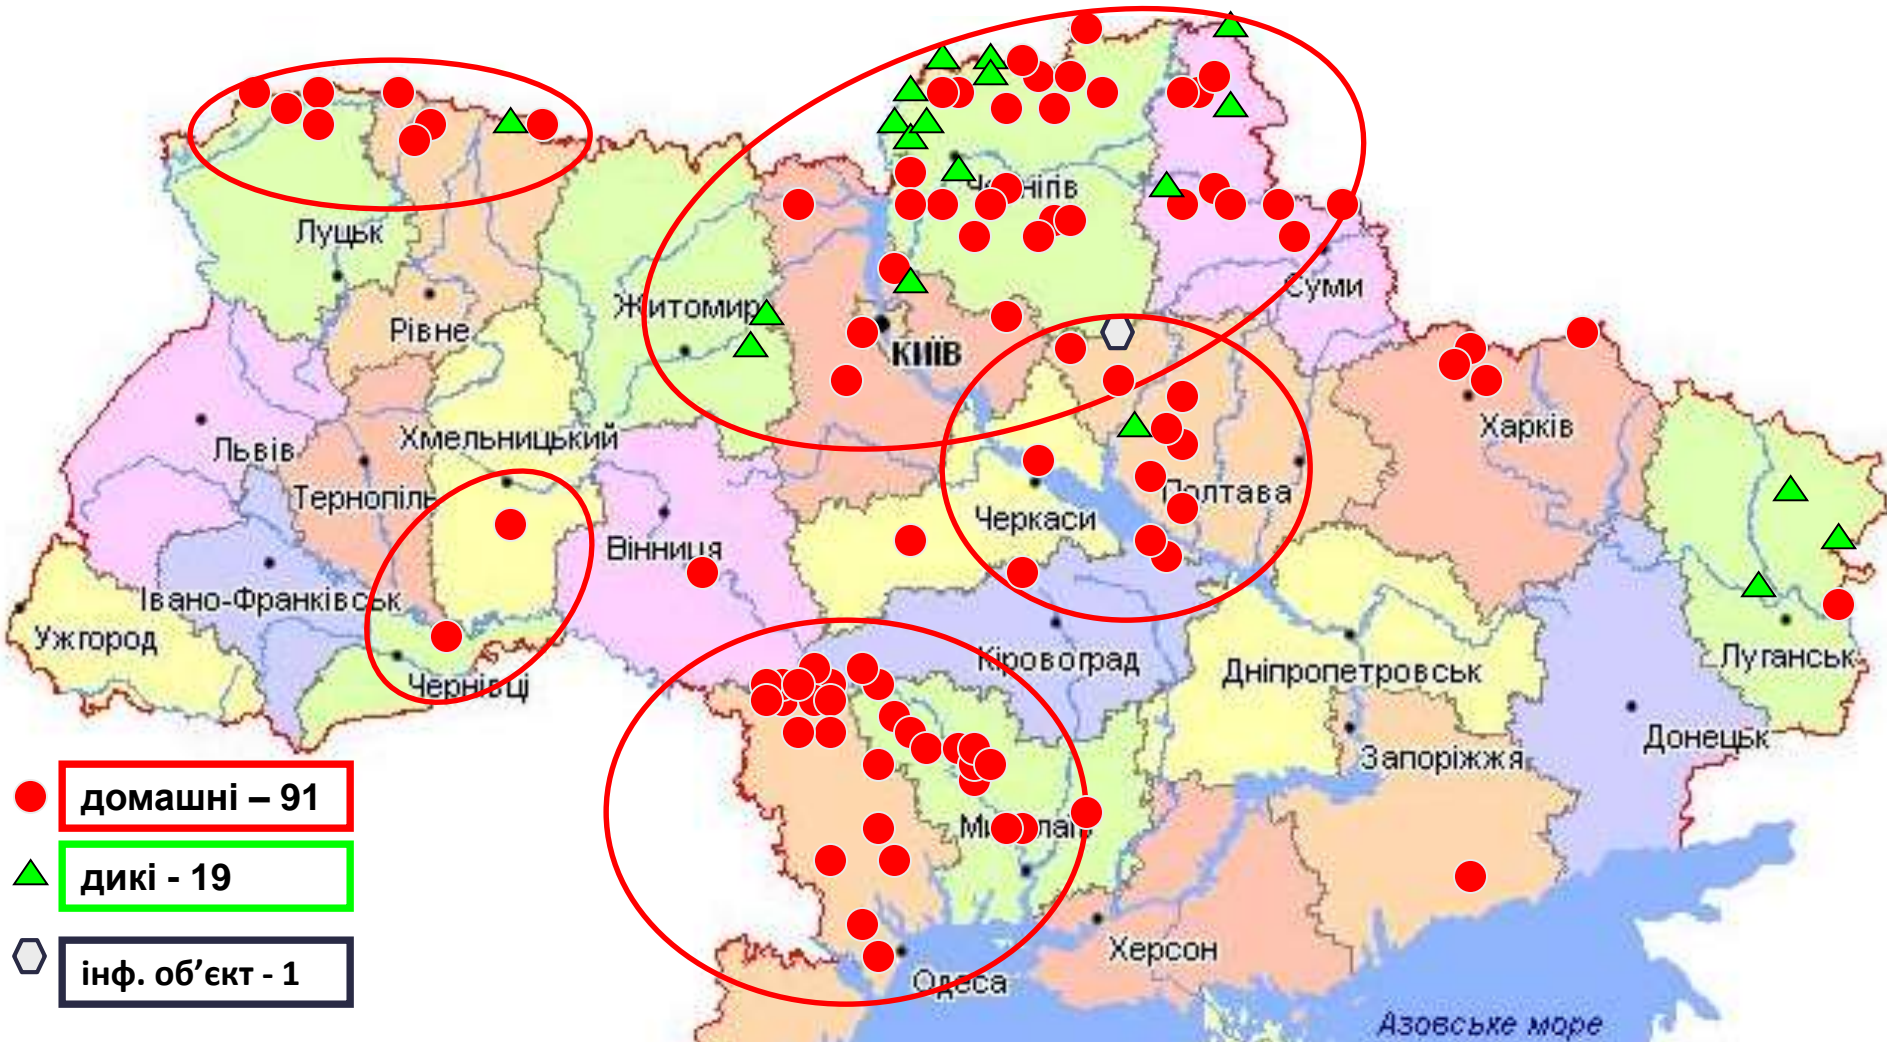 Чернігів
Луцьк
Суми
Житомир
Рівне
КИЇВ
Львів
Хмельницький
Харків
Тернопіль
Полтава
Черкаси
Вінниця
Івано-Франківськ
Ужгород
Кіровоград
Луганськ
Дніпропетровськ
Чернівці
Донецьк
Запоріжжя
домашні – 91
Миколаїв
дикі - 19
Херсон
інф. об’єкт - 1
Одеса
Азовське море